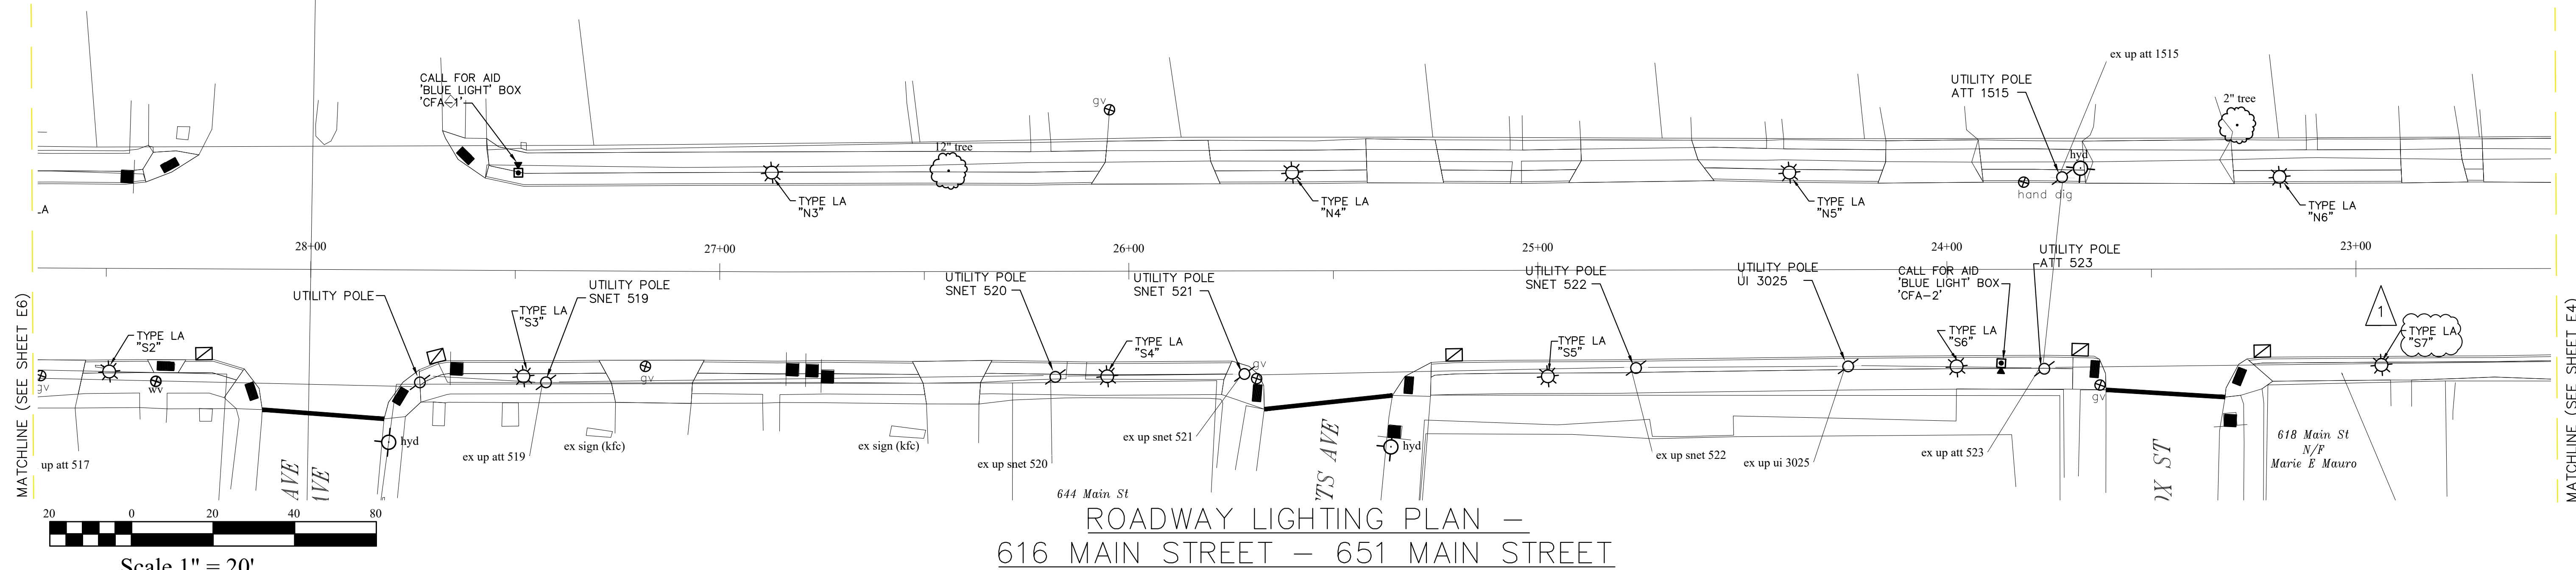 CALL FOR AID
'BLUE LIGHT' BOX
'CFA-1'
gv
UTILITY POLE
ATT 1515
ex up att 1515
2" tree
12" tree
hyd
hand dig
LA
TYPE LA
"N3"
TYPE LA
"N4"
TYPE LA
"N5"
TYPE LA
"N6"
28+00
27+00
26+00
25+00
24+00
23+00
MATCHLINE (SEE SHEET E6)
UTILITY POLE
UTILITY POLE
SNET 519
UTILITY POLE
SNET 520
UTILITY POLE
SNET 521
UTILITY POLE
SNET 522
UTILITY POLE
UI 3025
CALL FOR AID
'BLUE LIGHT' BOX
'CFA-2'
UTILITY POLE
ATT 523
1
MATCHLINE (SEE SHEET E4)
TYPE LA
"S2"
TYPE LA
"S3"
TYPE LA
"S4"
TYPE LA
"S5"
TYPE LA
"S6"
TYPE LA
"S7"
gv
wv
gv
gv
gv
hyd
hyd
up att 517
ex up att 519
ex sign (kfc)
ex sign (kfc)
ex up snet 520
ex up snet 521
ex up snet 522
ex up ui 3025
ex up att 523
618 Main St
N/F
Marie E Mauro
AVE
AVE
TS AVE
OX ST
644 Main St
20 0 20 40 80
Scale 1" = 20'
ROADWAY LIGHTING PLAN –
616 MAIN STREET – 651 MAIN STREET